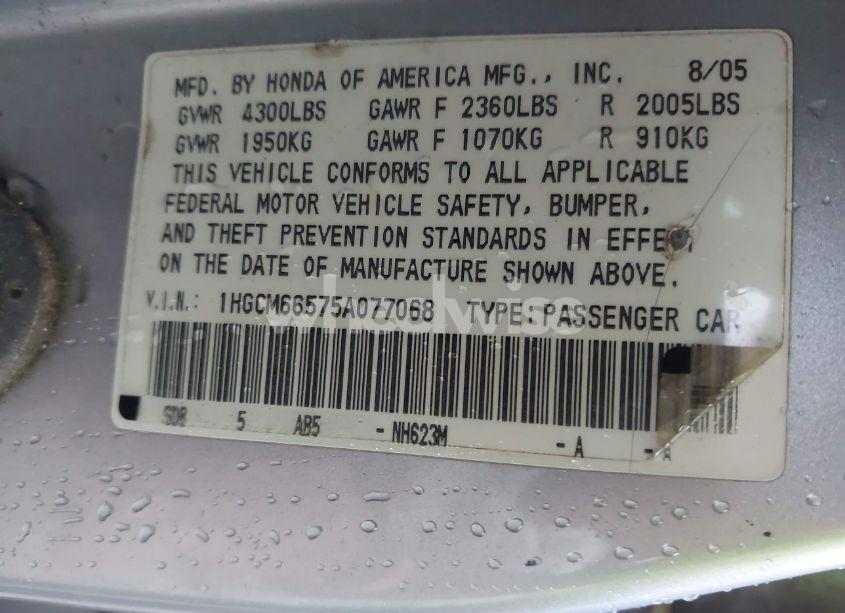 MFD. BY HONDA OF AMERICA MFG., INC. 8/05
GVWR 4300LBS GAWR F 2360LBS R 2005LBS
GVWR 1950KG GAWR F 1070KG R 910KG
THIS VEHICLE CONFORMS TO ALL APPLICABLE
FEDERAL MOTOR VEHICLE SAFETY, BUMPER,
AND THEFT PREVENTION STANDARDS IN EFFECT
ON THE DATE OF MANUFACTURE SHOWN ABOVE.
V.I.N.: 1HGCM66575A077068 TYPE: PASSENGER CAR
SD8 5 AB5 - NH623M - A - A